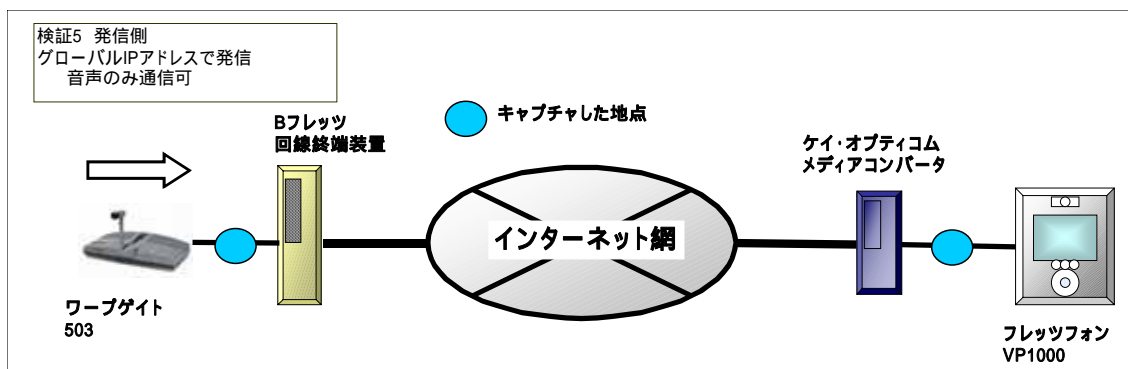 検証5 発信側
グローバルIPアドレスで発信
音声のみ通信可
キャプチャした地点
Bフレッツ
回線終端装置
ケイ・オプティコム
メディアコンバータ
インターネット網
ワープゲイト
503
フレッツフォン
VP1000